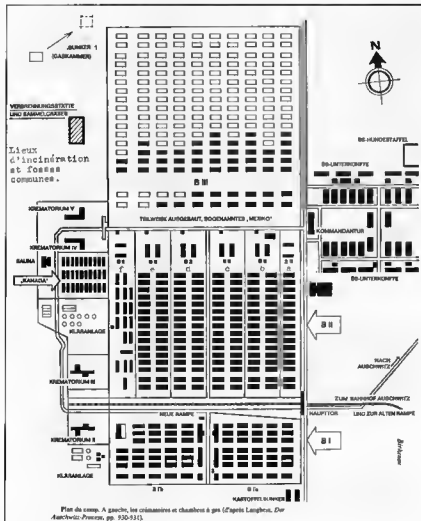 BUNKER 1
(GASKAMMER)
N
VERBRENNUNGSSTÄTTE
UND SAMMELGRÄBER
Lieux
d'incinération
et fosses
communes.
SS-HUNDESTAFFEL
SS-UNTERKÜNFTE
B III
TEILWEISE AUSGEBAUT, SOGENANNTES „MEXIKO“
KREMATORIUM V
KREMATORIUM IV
SAUNA
„KANADA“
KOMMANDANTUR
SS-UNTERKÜNFTE
KLÄRANLAGE
B II
KREMATORIUM III
NACH
AUSCHWITZ
ZUM BAHNHOF AUSCHWITZ
HAUPTTOR
UND ZUR ALTEN RAMPE
NEUE RAMPE
KREMATORIUM II
B I
KLÄRANLAGE
Birkenau
KARTOFFELBUNKER
Plan du camp. A gauche, les crématoires et chambres à gaz (d'après Langbein, Der
Auschwitz-Prozess, pp. 930-931).